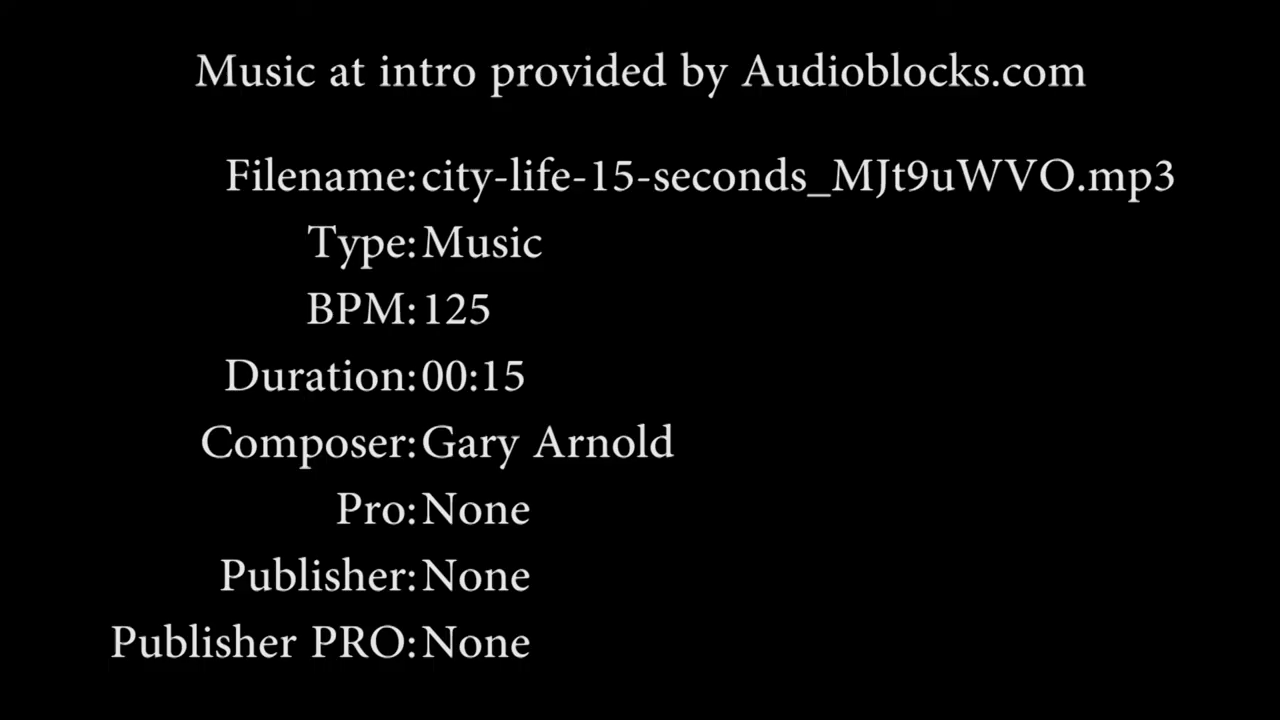 Music at intro provided by Audioblocks.com
Filename: city-life-15-seconds_MJt9uWVO.mp3
Type: Music
BPM: 125
Duration: 00:15
Composer: Gary Arnold
Pro: None
Publisher: None
Publisher PRO: None